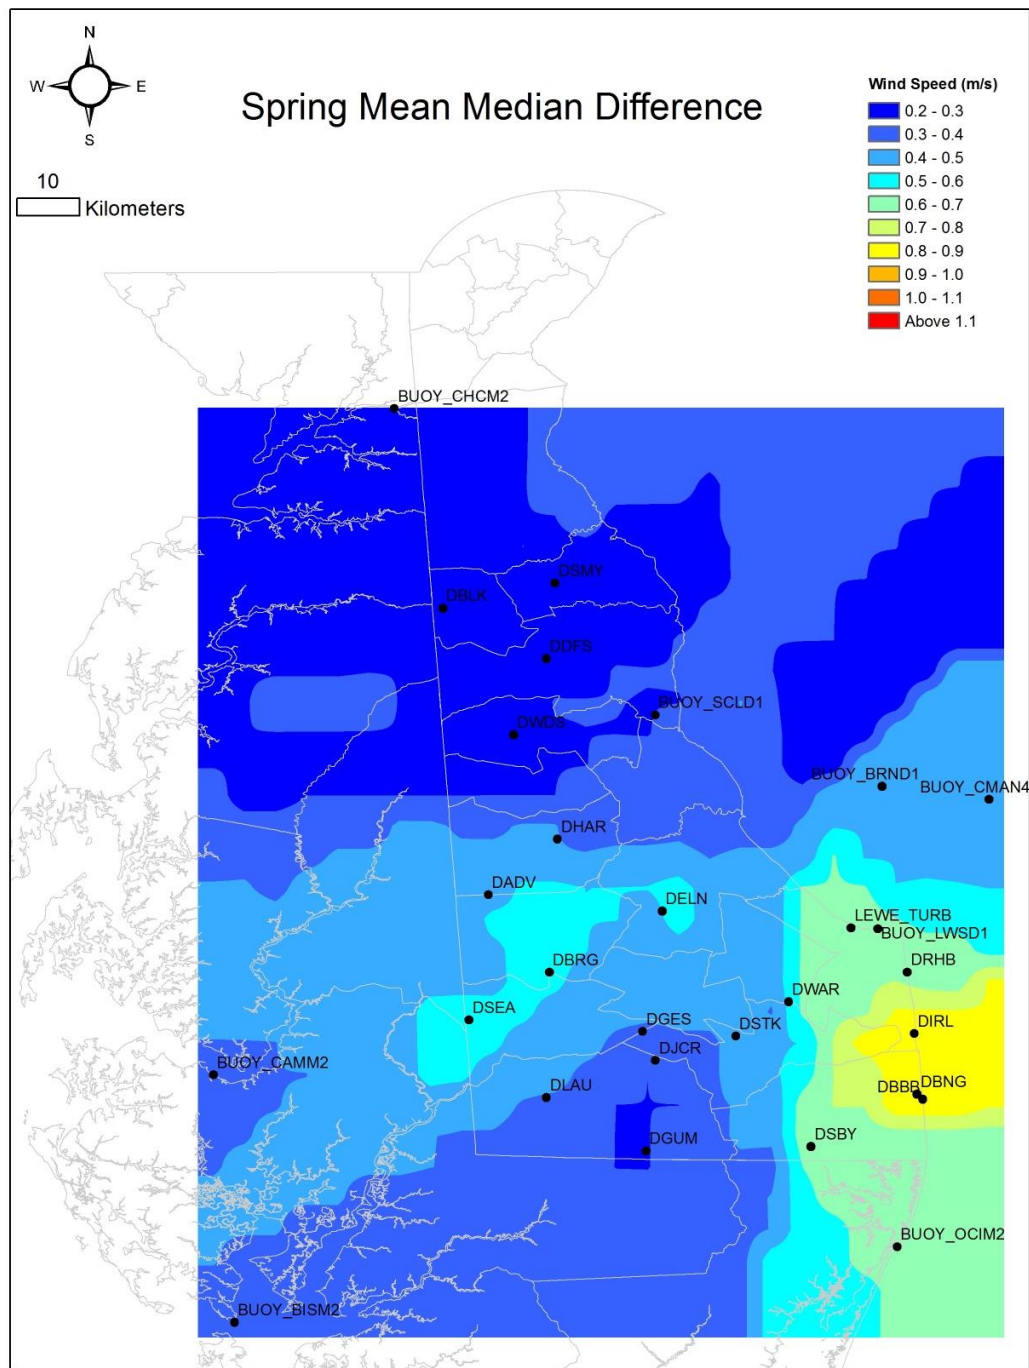 N
W E
S
Spring Mean Median Difference
Wind Speed (m/s)
0.2 - 0.3
0.3 - 0.4
0.4 - 0.5
0.5 - 0.6
0.6 - 0.7
0.7 - 0.8
0.8 - 0.9
0.9 - 1.0
1.0 - 1.1
Above 1.1
10
Kilometers
BUOY_CHCM2
DSMY
DBLK
DDFS
BUOY_SCLD1
DWDS
BUOY_BRND1
BUOY_CMAN4
DHAR
DADV
DELN
LEWE_TURB
BUOY_LWSD1
DBRG
DRHB
DWAR
DSEA
DGES
DSTK
DIRL
DJCR
BUOY_CAMM2
DLAU
DBBB
DBNG
DGUM
DSBY
BUOY_OCIM2
BUOY_BISM2